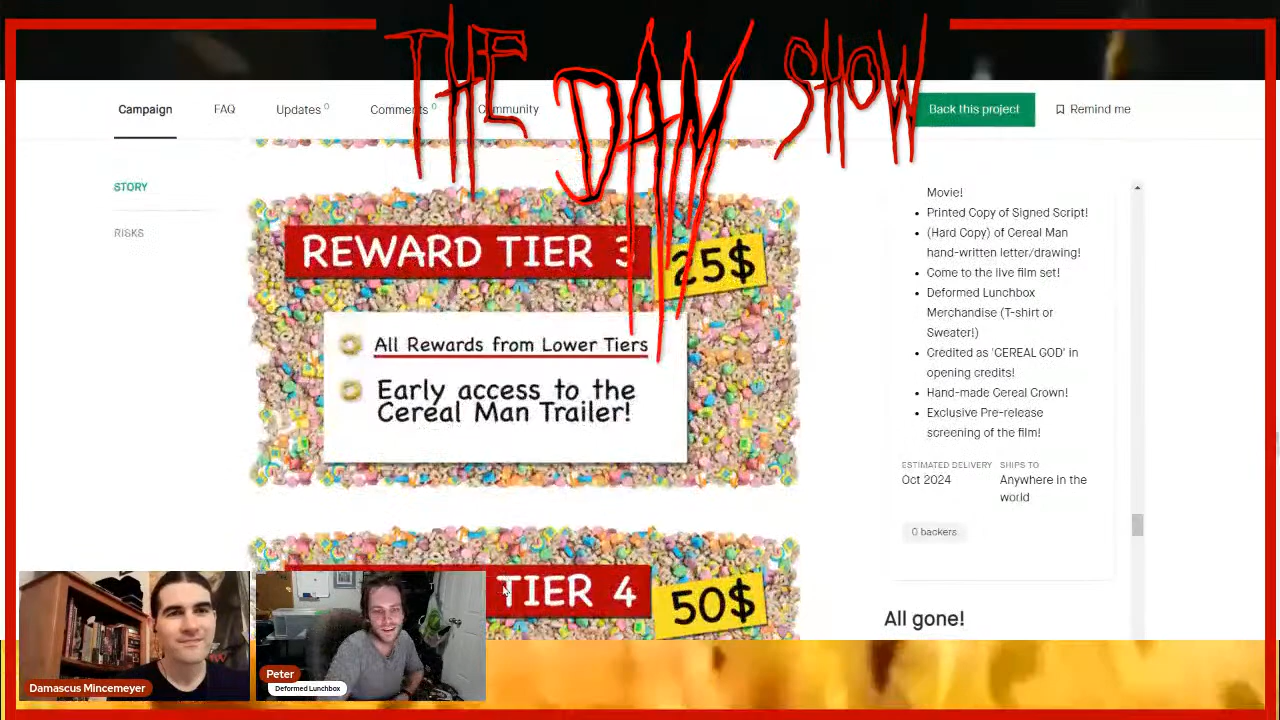 THE DAM SHOW
Campaign
FAQ
Updates 0
Comments 0
Community
Back this project
Remind me
STORY
RISKS
REWARD TIER 3
25$
All Rewards from Lower Tiers
Early access to the
Cereal Man Trailer!
TIER 4
50$
Movie!
Printed Copy of Signed Script!
(Hard Copy) of Cereal Man
hand-written letter/drawing!
Come to the live film set!
Deformed Lunchbox
Merchandise (T-shirt or
Sweater!)
Credited as 'CEREAL GOD' in
opening credits!
Hand-made Cereal Crown!
Exclusive Pre-release
screening of the film!
ESTIMATED DELIVERY
Oct 2024
SHIPS TO
Anywhere in the
world
0 backers
All gone!
Damascus Mincemeyer
Peter
Deformed Lunchbox